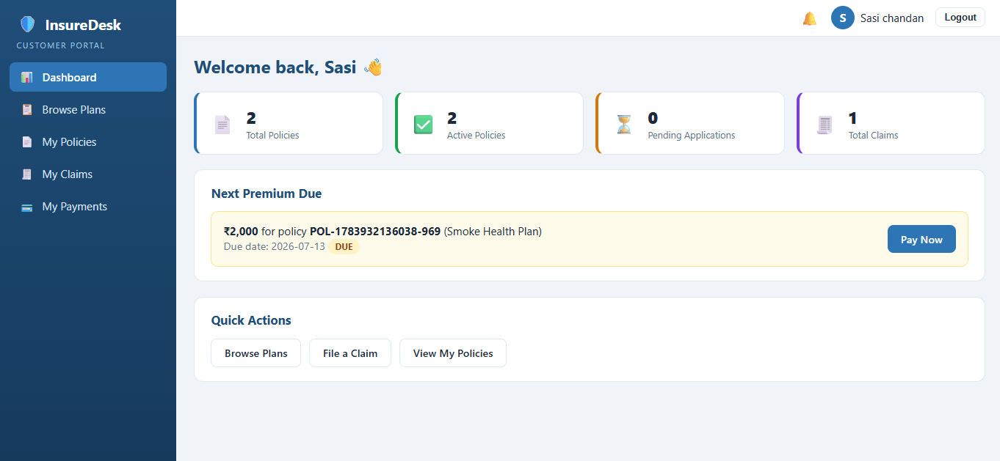 InsureDesk
CUSTOMER PORTAL
Dashboard
Browse Plans
My Policies
My Claims
My Payments
S Sasi chandan Logout
Welcome back, Sasi 👋
2
Total Policies
2
Active Policies
0
Pending Applications
1
Total Claims
Next Premium Due
₹2,000 for policy POL-1783932136038-969 (Smoke Health Plan)
Due date: 2026-07-13 DUE
Pay Now
Quick Actions
Browse Plans File a Claim View My Policies